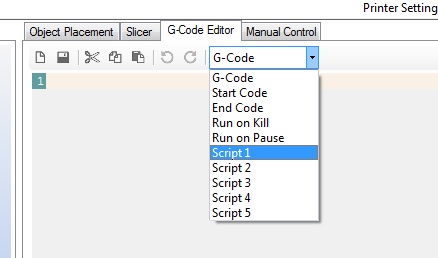 Printer Setting
Object Placement Slicer G-Code Editor Manual Control
G-Code
1
G-Code
Start Code
End Code
Run on Kill
Run on Pause
Script 1
Script 2
Script 3
Script 4
Script 5